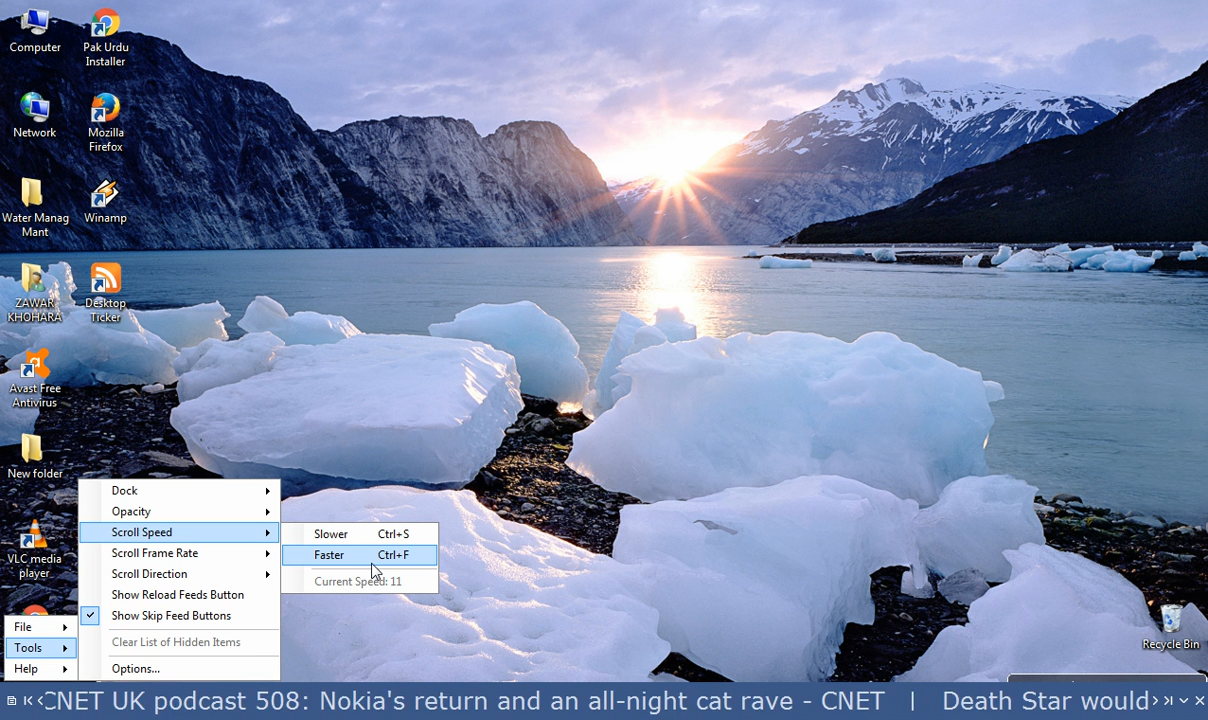 Computer
Pak Urdu
Installer
Network
Mozilla
Firefox
Water Manag
Mant
Winamp
ZAWAR
KHOHARA
Desktop
Ticker
Avast Free
Antivirus
New folder
VLC media
player
Recycle Bin
File
Tools
Help
Dock
Opacity
Scroll Speed
Scroll Frame Rate
Scroll Direction
Show Reload Feeds Button
Show Skip Feed Buttons
Clear List of Hidden Items
Options...
Slower Ctrl+S
Faster Ctrl+F
Current Speed: 11
CNET UK podcast 508: Nokia's return and an all-night cat rave - CNET | Death Star would